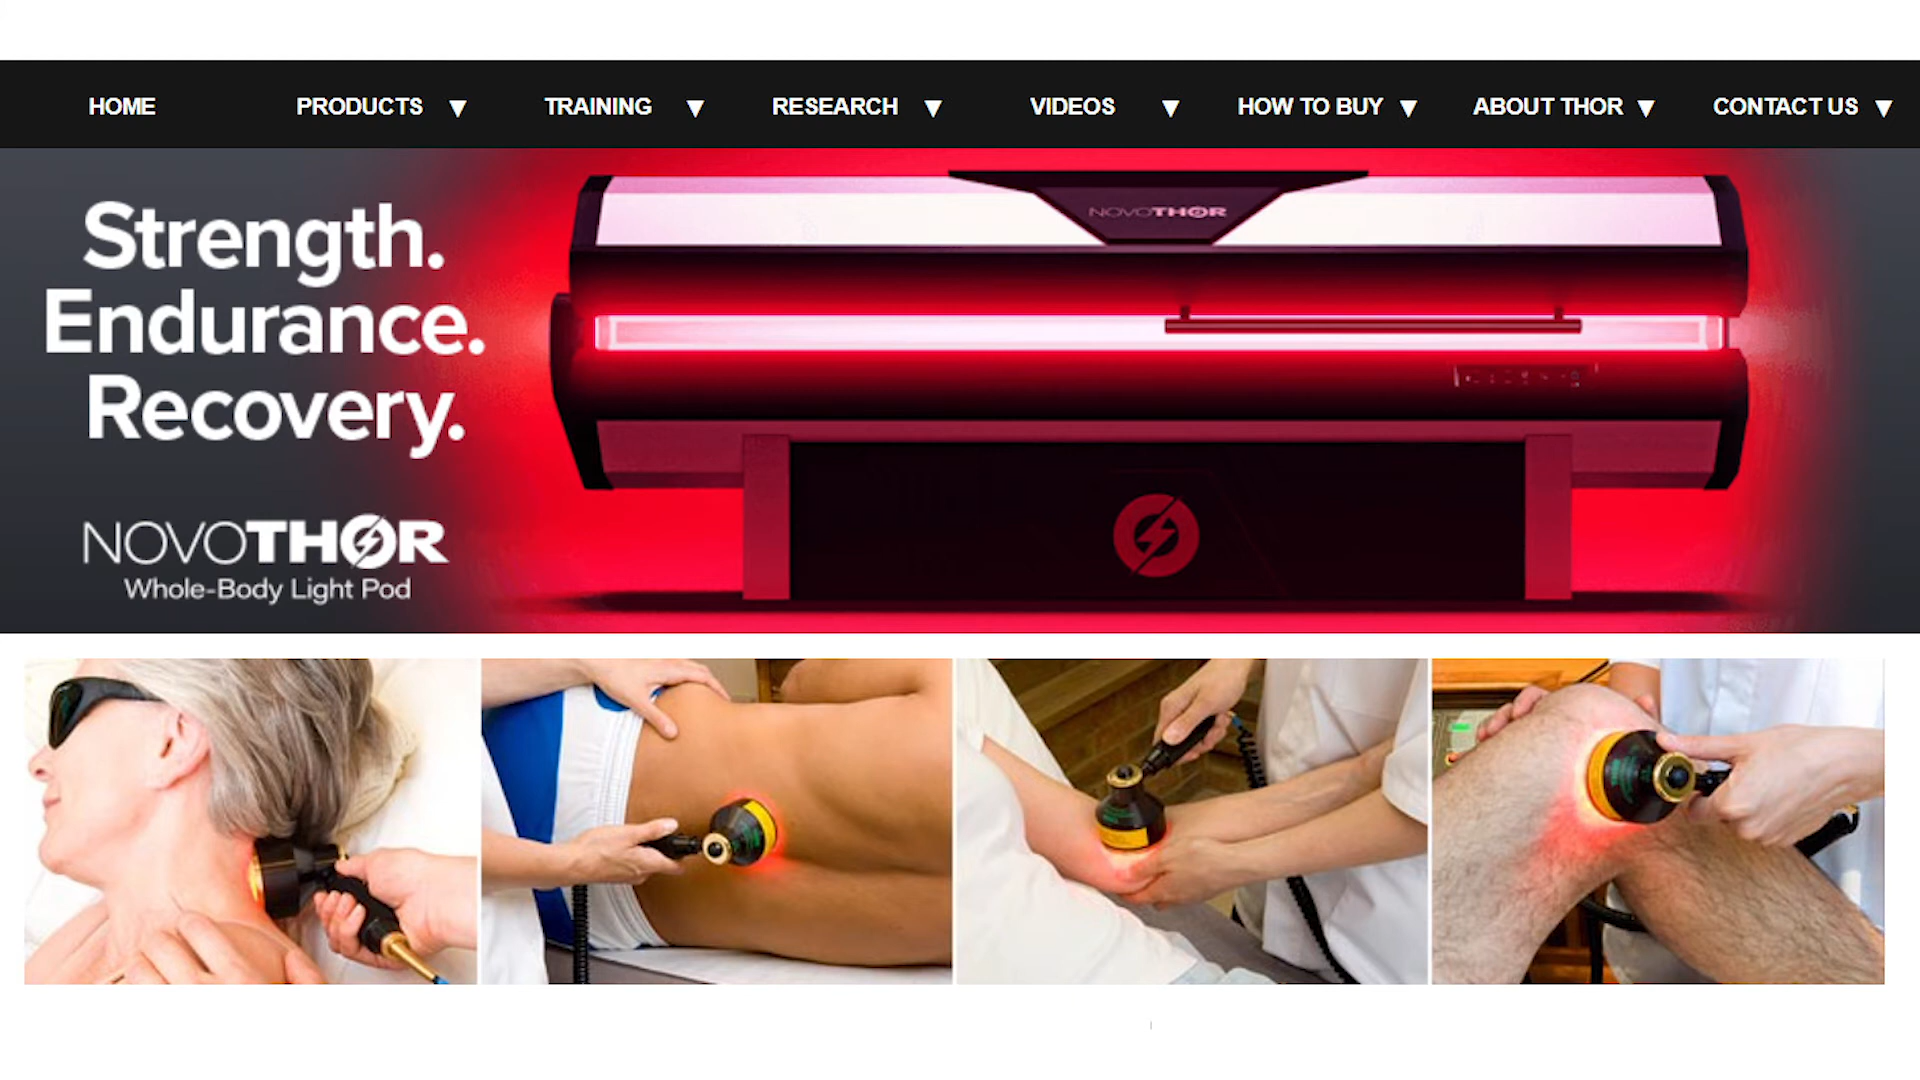 HOME PRODUCTS ▼ TRAINING ▼ RESEARCH ▼ VIDEOS ▼ HOW TO BUY ▼ ABOUT THOR ▼ CONTACT US ▼
NOVOTHOR
Strength.
Endurance.
Recovery.
NOVOTHOR
Whole-Body Light Pod